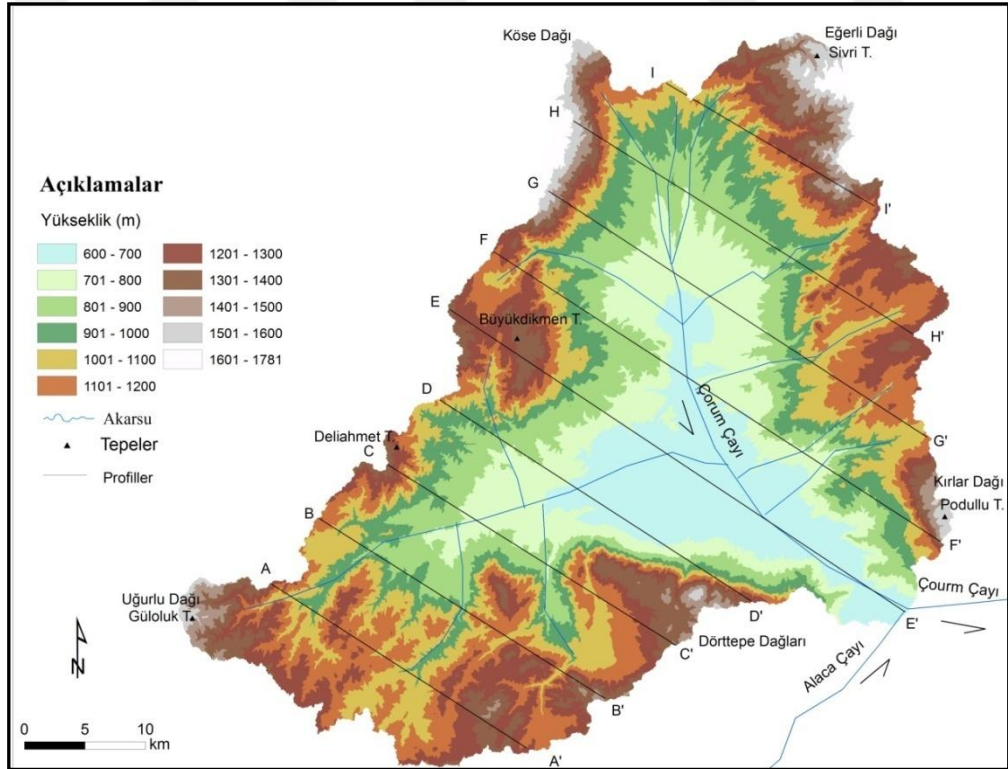 Köse Dağı
Eğerli Dağı
Sivri T.
I
H
G
I'
F
E
Büyükdikmen T.
H'
D
Çorum Çayı
Deliahmet T.
C
G'
Kırlar Dağı
Podullu T.
B
F'
A
Uğurlu Dağı
Güloluk T.
Çourm Çayı
E'
D'
Dörttepe Dağları
C'
Alaca Çayı
B'
A'
Açıklamalar
Yükseklik (m)
600 - 700
701 - 800
801 - 900
901 - 1000
1001 - 1100
1101 - 1200
1201 - 1300
1301 - 1400
1401 - 1500
1501 - 1600
1601 - 1781
Akarsu
Tepeler
Profiller
N
0 5 10
km